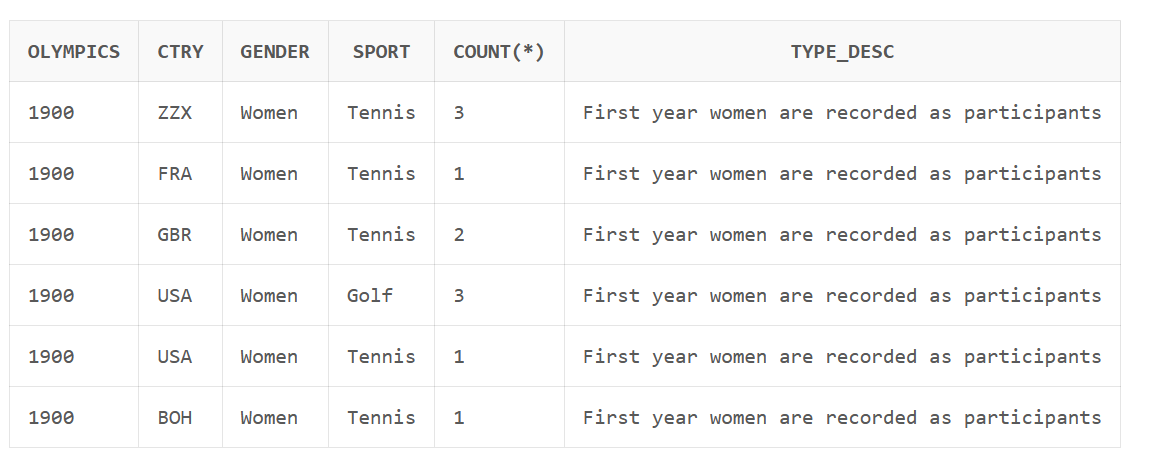 OLYMPICS CTRY GENDER SPORT COUNT(*) TYPE_DESC
1900 ZZX Women Tennis 3 First year women are recorded as participants
1900 FRA Women Tennis 1 First year women are recorded as participants
1900 GBR Women Tennis 2 First year women are recorded as participants
1900 USA Women Golf 3 First year women are recorded as participants
1900 USA Women Tennis 1 First year women are recorded as participants
1900 BOH Women Tennis 1 First year women are recorded as participants